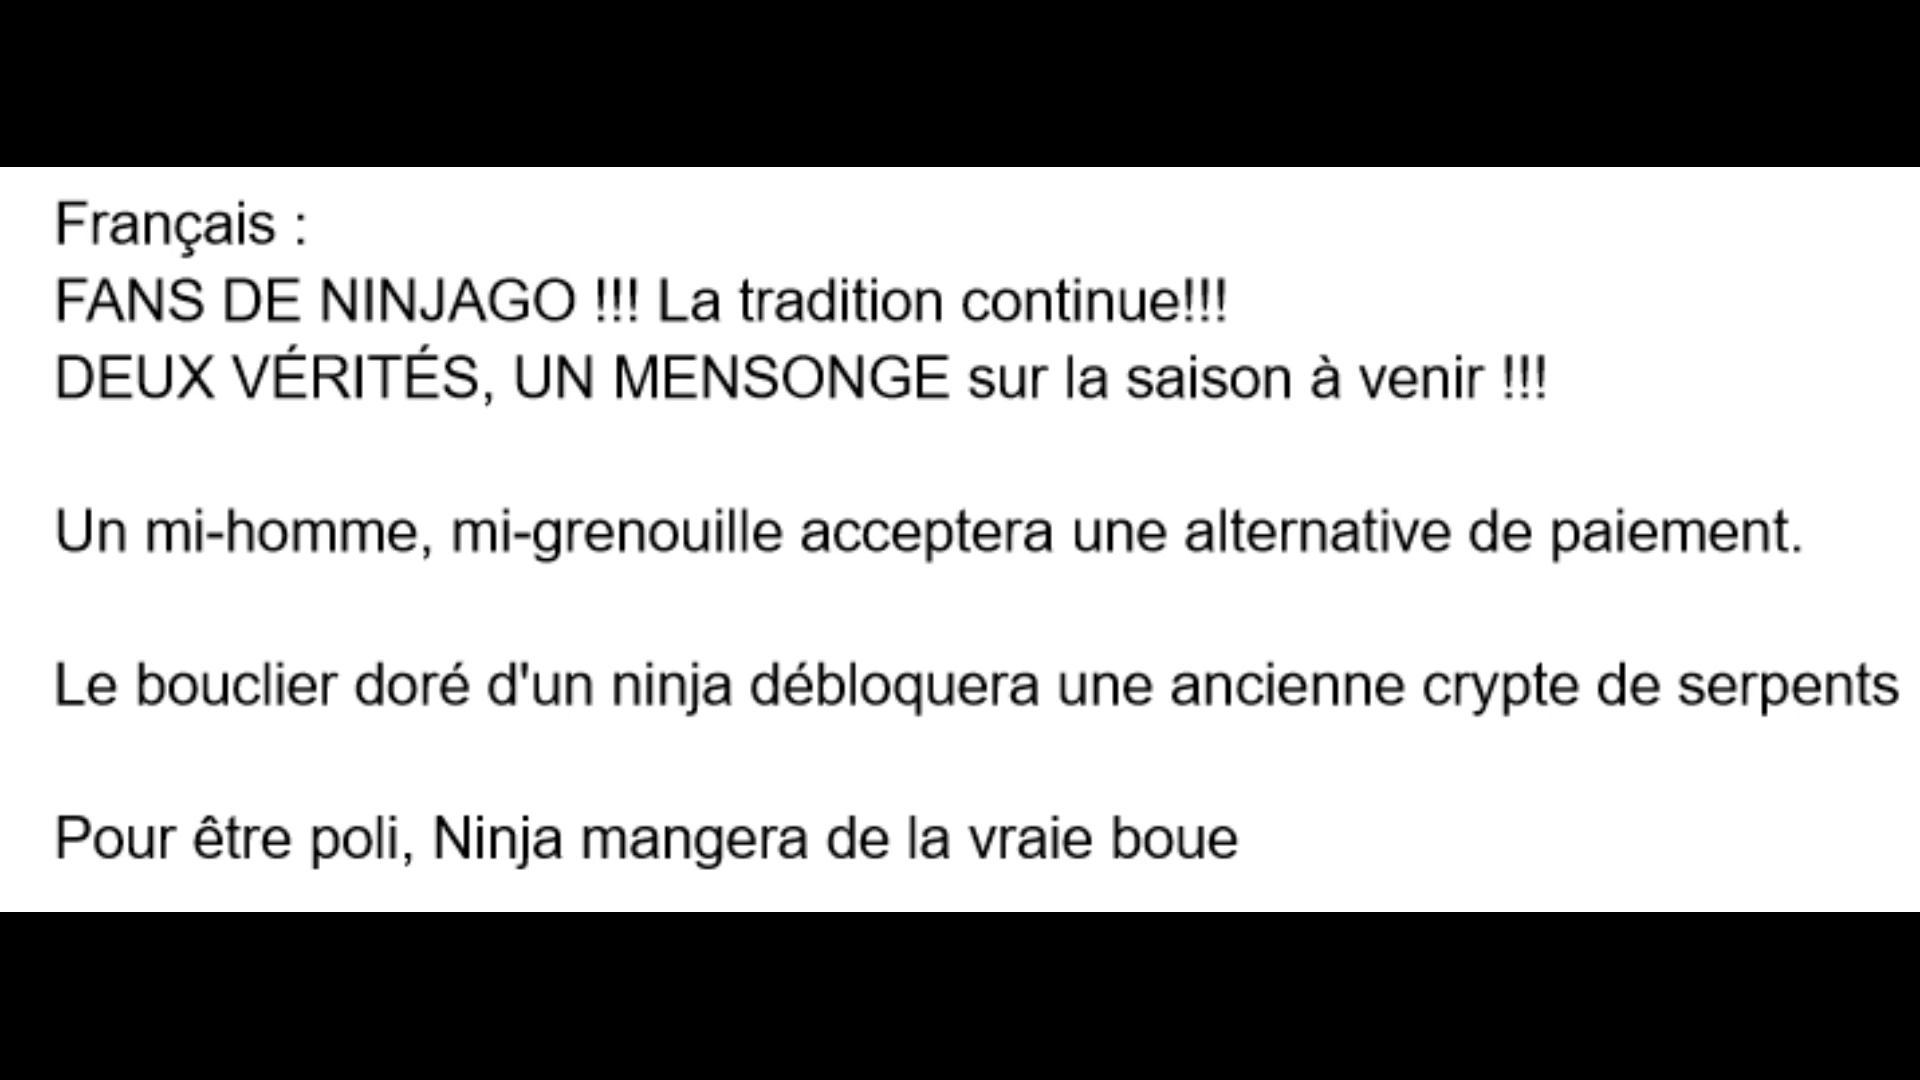 Français :
FANS DE NINJAGO !!! La tradition continue!!!
DEUX VÉRITÉS, UN MENSONGE sur la saison à venir !!!
Un mi-homme, mi-grenouille acceptera une alternative de paiement.
Le bouclier doré d'un ninja débloquera une ancienne crypte de serpents
Pour être poli, Ninja mangera de la vraie boue